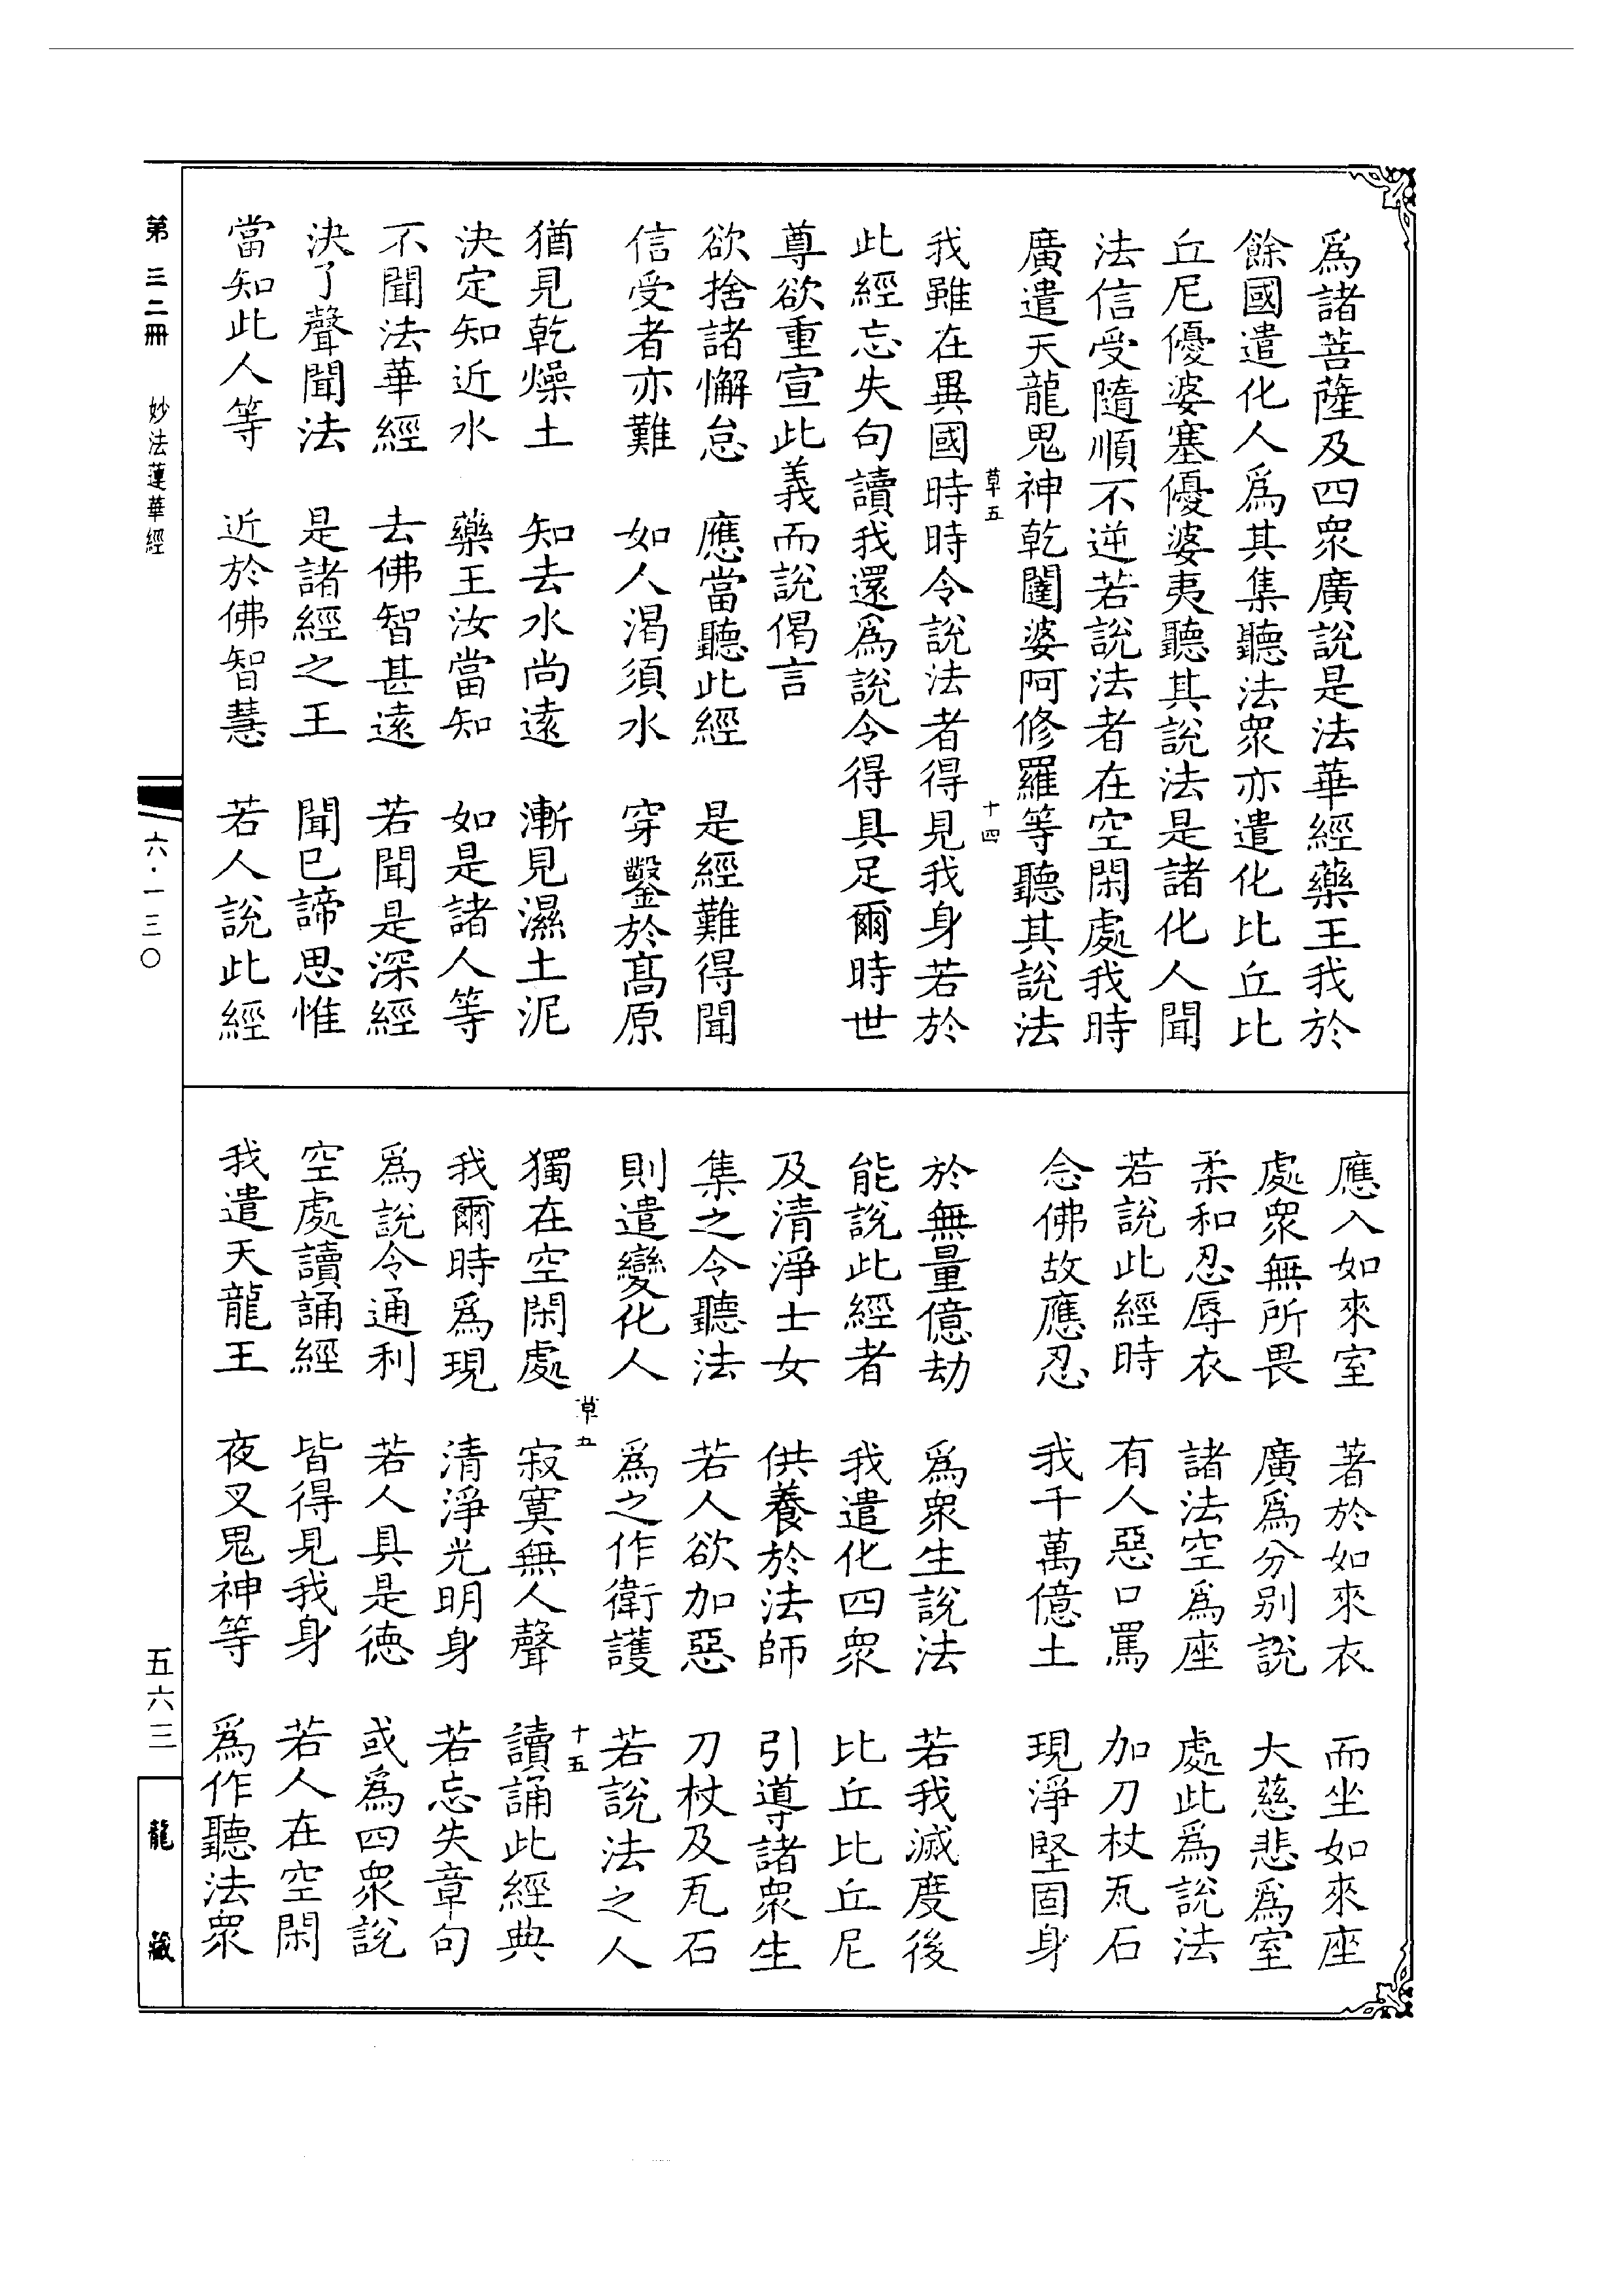 爲諸菩薩及四衆廣說是法華經藥王我於
餘國遣化人爲其集聽法衆亦遣化比丘比
丘尼優婆塞優婆夷聽其說法是諸化人聞
法信受隨順不逆若說法者在空閑處我時
廣遣天龍鬼神乾闥婆阿修羅等聽其說法
草五 十四
我雖在異國時時令說法者得見我身若於
此經忘失句讀我還爲說令得具足爾時世
尊欲重宣此義而說偈言
欲捨諸懈怠 應當聽此經 是經難得聞
信受者亦難 如人渴須水 穿鑿於髙原
猶見乾燥土 知去水尚遠 漸見濕土泥
決定知近水 藥王汝當知 如是諸人等
不聞法華經 去佛智甚遠 若聞是深經
決了聲聞法 是諸經之王 聞已諦思惟
當知此人等 近於佛智慧 若人說此經
應入如來室 著於如來衣 而坐如來座
處衆無所畏 廣爲分别說 大慈悲爲室
柔和忍辱衣 諸法空爲座 處此爲說法
若說此經時 有人惡口罵 加刀杖瓦石
念佛故應忍 我千萬億土 現淨堅固身
於無量億劫 爲衆生說法 若我滅度後
能說此經者 我遣化四衆 比丘比丘尼
及清淨士女 供養於法師 引導諸衆生
集之令聽法 若人欲加惡 刀杖及瓦石
則遣變化人 爲之作衛護 若說法之人
草五 十五
獨在空閑處 寂寞無人聲 讀誦此經典
我爾時爲現 清淨光明身 若忘失章句
爲說令通利 若人具是德 或爲四衆說
空處讀誦經 皆得見我身 若人在空閑
我遣天龍王 夜叉鬼神等 爲作聽法衆
第三二冊 妙法蓮華經 六·一三〇 五六三 龍藏